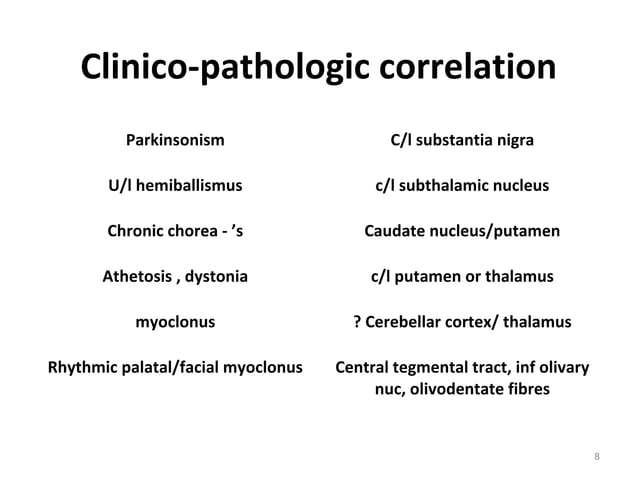 Clinico-pathologic correlation
Parkinsonism
C/l substantia nigra
U/l hemiballismus
c/l subthalamic nucleus
Chronic chorea - ’s
Caudate nucleus/putamen
Athetosis , dystonia
c/l putamen or thalamus
myoclonus
? Cerebellar cortex/ thalamus
Rhythmic palatal/facial myoclonus
Central tegmental tract, inf olivary
nuc, olivodentate fibres
8